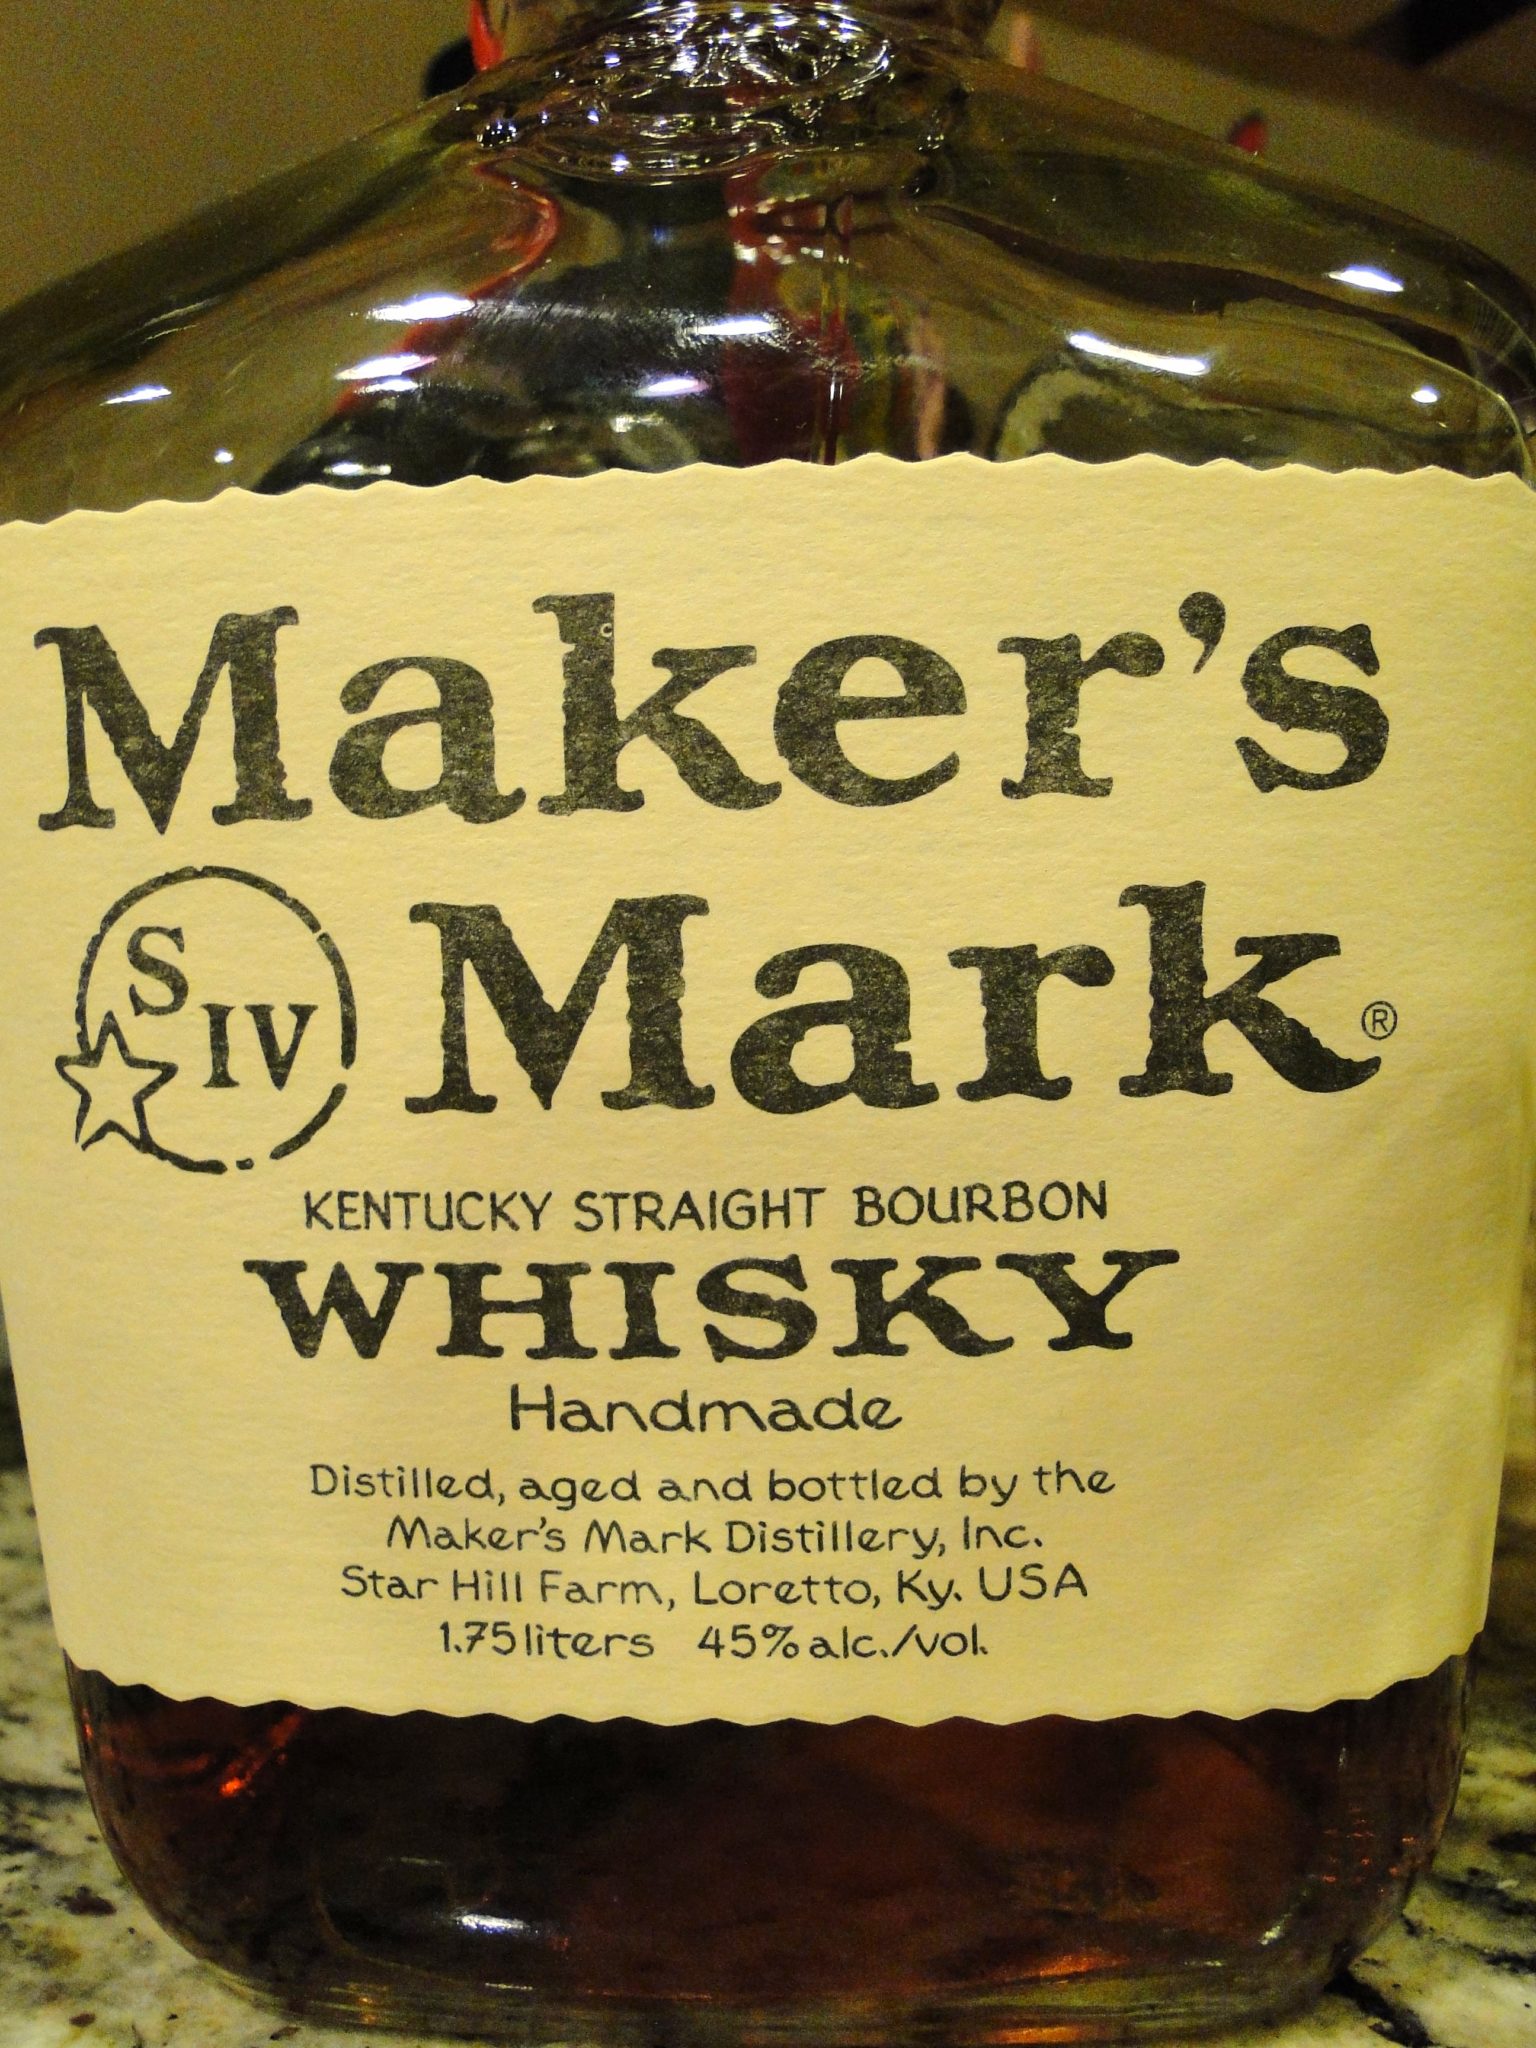 Maker's
S
IV
Mark®
KENTUCKY STRAIGHT BOURBON
WHISKY
Handmade
Distilled, aged and bottled by the
Maker's Mark Distillery, Inc.
Star Hill Farm, Loretto, Ky. USA
1.75 liters 45% alc./vol.